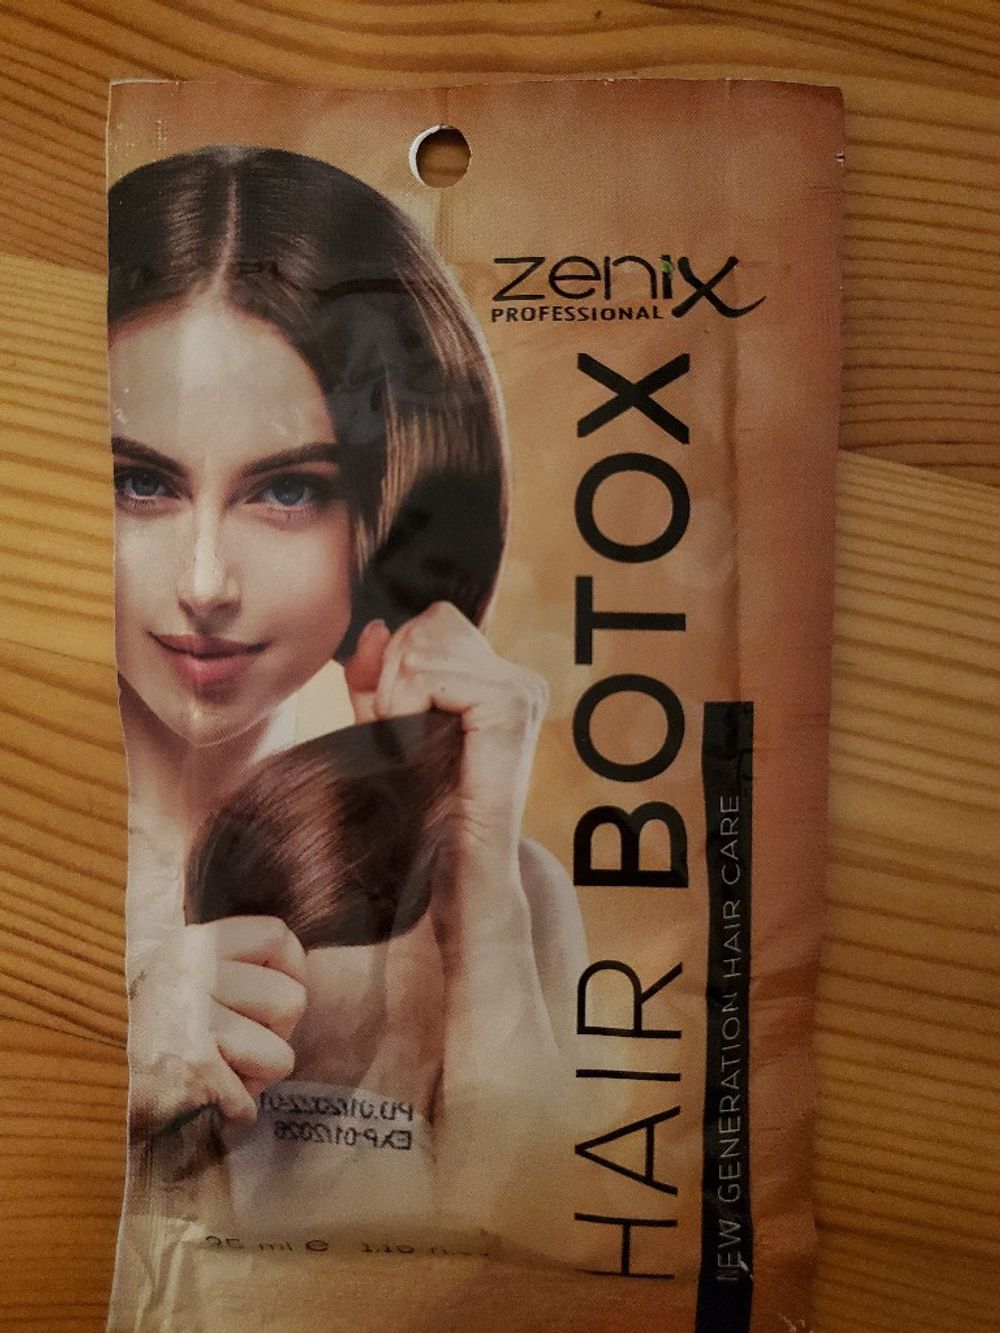 zenix
PROFESSIONAL
HAIR BOTOX
NEW GENERATION HAIR CARE
EXP-01/2026